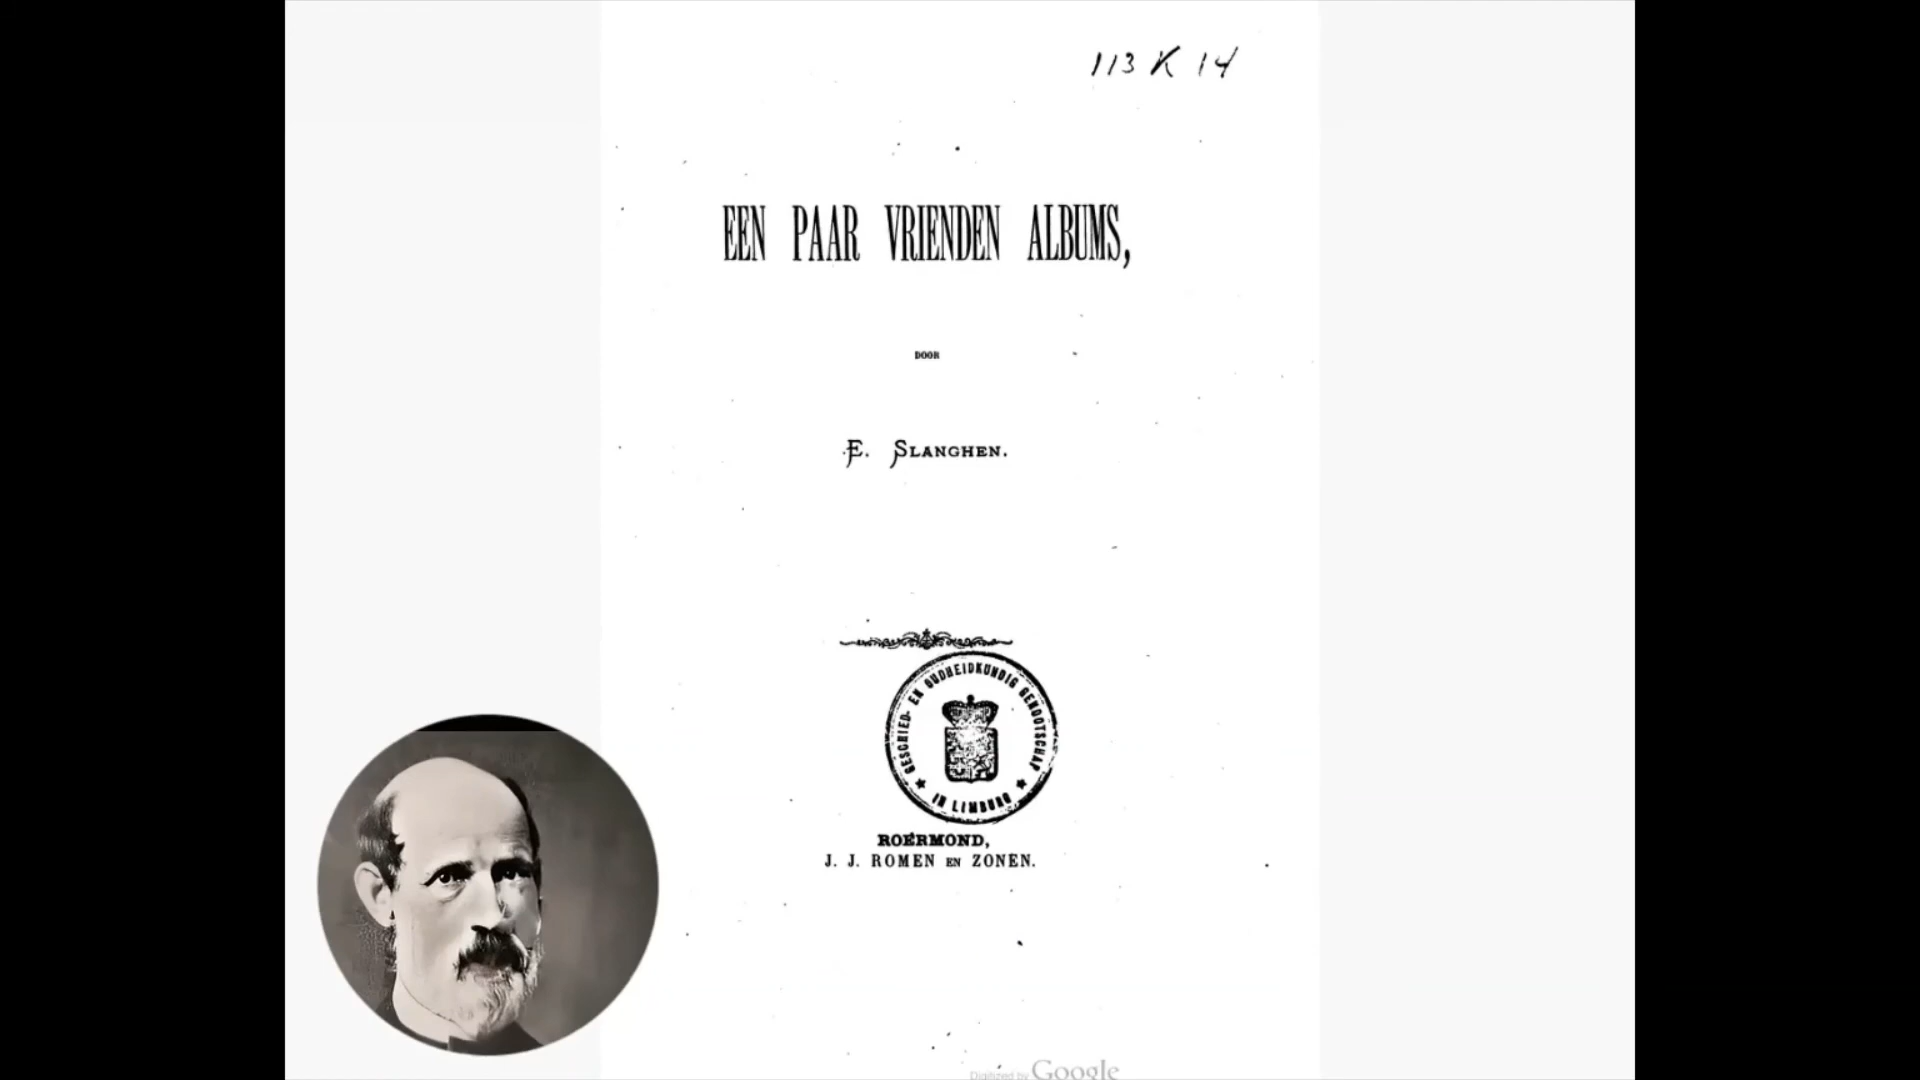 113 K 14
EEN PAAR VRIENDEN ALBUMS,
DOOR
E. SLANGHEN.
GESCHIED- EN OUDHEIDKUNDIG GENOOTSCHAP
IN LIMBURG
ROERMOND,
J. J. ROMEN EN ZONEN.
Digitized by Google